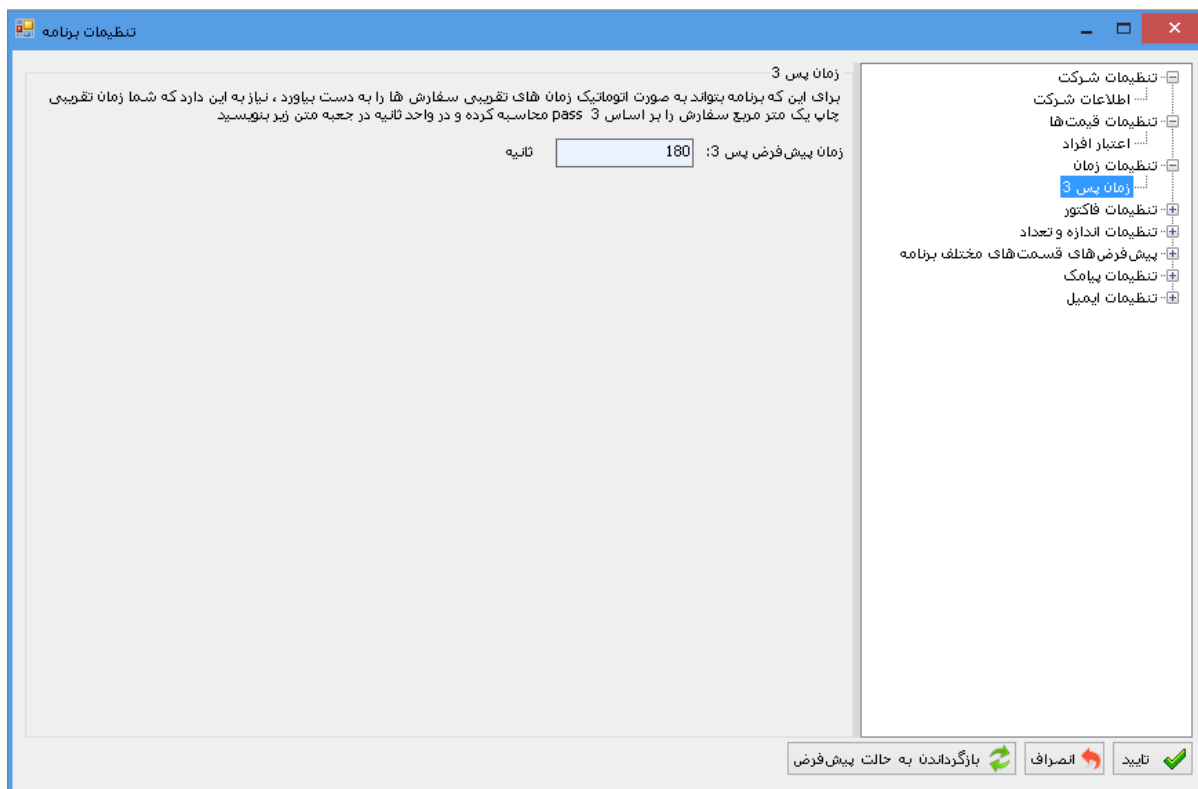 تنظیمات برنامه
تنظیمات شرکت
اطلاعات شرکت
تنظیمات قیمت‌ها
اعتبار افراد
تنظیمات زمان
زمان پس 3
تنظیمات فاکتور
تنظیمات اندازه و تعداد
پیش‌فرض‌های قسمت‌های مختلف برنامه
تنظیمات پیامک
تنظیمات ایمیل
زمان پس 3
برای این که برنامه بتواند به صورت اتوماتیک زمان های تقریبی سفارش ها را به دست بیاورد ، نیاز به این دارد که شما زمان تقریبی
چاپ یک متر مربع سفارش را بر اساس pass 3 محاسبه کرده و در واحد ثانیه در جعبه متن زیر بنویسید
زمان پیش‌فرض پس 3: 180 ثانیه
تایید انصراف بازگرداندن به حالت پیش‌فرض